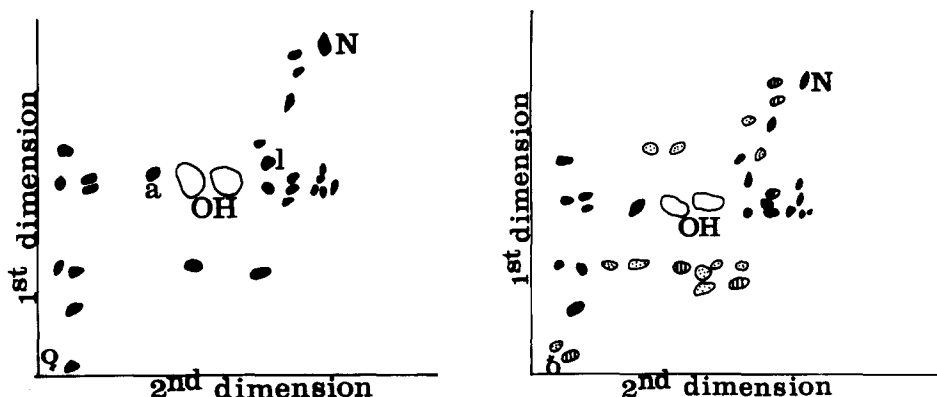 N
l
a
OH
1st dimension
♀
2nd dimension
N
OH
1st dimension
♂
2nd dimension